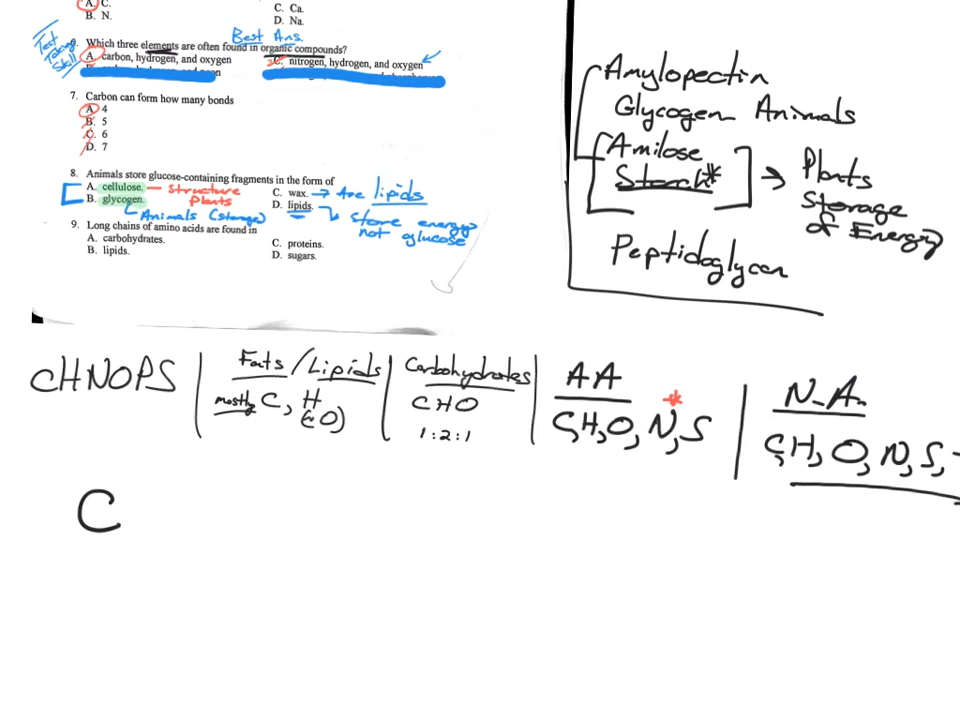 A. C.
B. N.
C. Ca.
D. Na.
Best Ans.
Test Taking Skill
Which three elements are often found in organic compounds?
A. carbon, hydrogen, and oxygen
C. nitrogen, hydrogen, and oxygen
7. Carbon can form how many bonds
A. 4
B. 5
C. 6
D. 7
8. Animals store glucose-containing fragments in the form of
A. cellulose. — Structure Plants
B. glycogen.
Animals (Storage)
C. wax. → Are lipids
D. lipids. ↳ store energy not glucose
9. Long chains of amino acids are found in
A. carbohydrates.
B. lipids.
C. proteins.
D. sugars.
Amylopectin
Glycogen Animals
Amilose
Starch*
→ Plants
Storage
of Energy
Peptidoglycan
CHNOPS
Fats/Lipids
mostly C, H
(~O)
Carbohydrates
CHO
1:2:1
AA
*
C,H,O,N,S
N.A.
C,H,O,N,S,
C